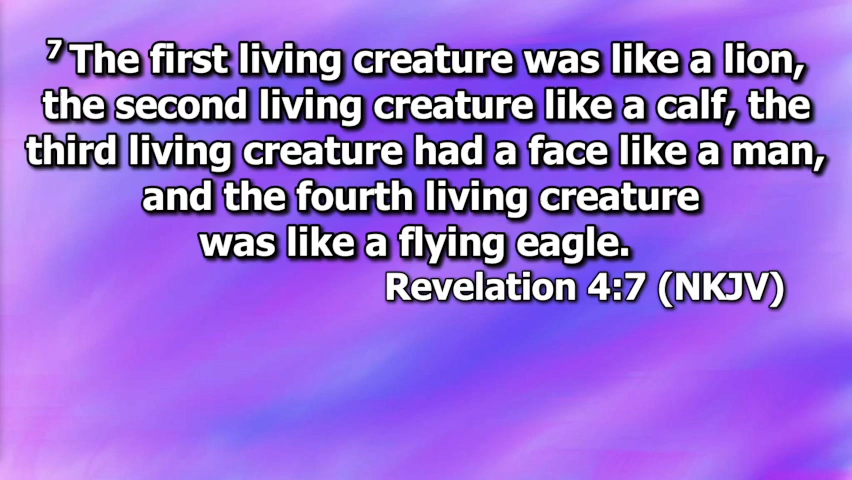 7 The first living creature was like a lion,
the second living creature like a calf, the
third living creature had a face like a man,
and the fourth living creature
was like a flying eagle.
Revelation 4:7 (NKJV)